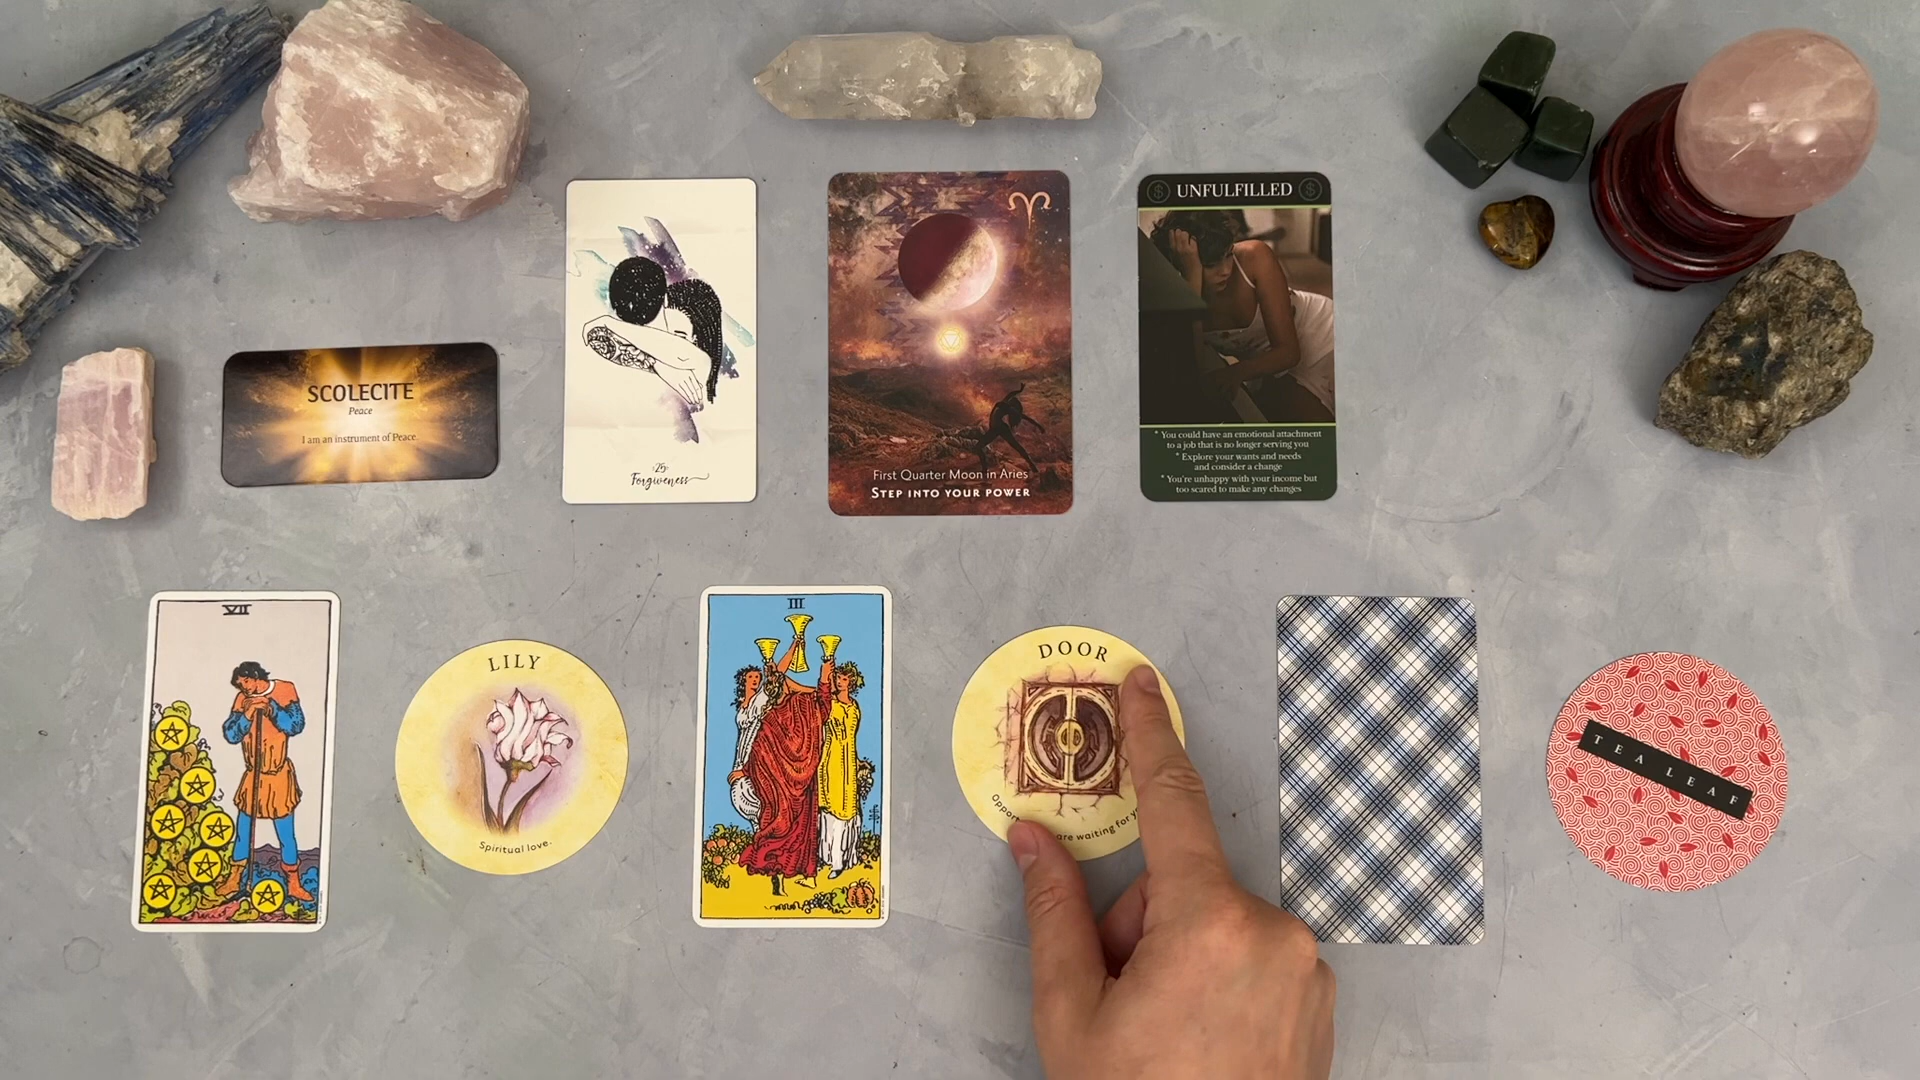 SCOLECITE
Peace
I am an instrument of Peace.
·25·
Forgiveness
First Quarter Moon in Aries
STEP INTO YOUR POWER
UNFULFILLED
* You could have an emotional attachment
to a job that is no longer serving you
* Explore your wants and needs
and consider a change
* You're unhappy with your income but
too scared to make any changes
VII
LILY
Spiritual love.
III
DOOR
are waiting for
TEA LEAF